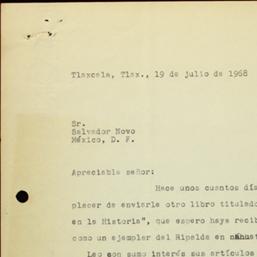 Tlaxcala, Tlax., 19 de julio de 1968
Sr.
Salvador Novo
México, D. F.
Apreciable señor:
Hace unos cuantos día
placer de enviarle otro libro titulado
en la Historia", que espero haya recib
como un ejemplar del Ripalda en náhuat
Leo con sumo interés sus artículos